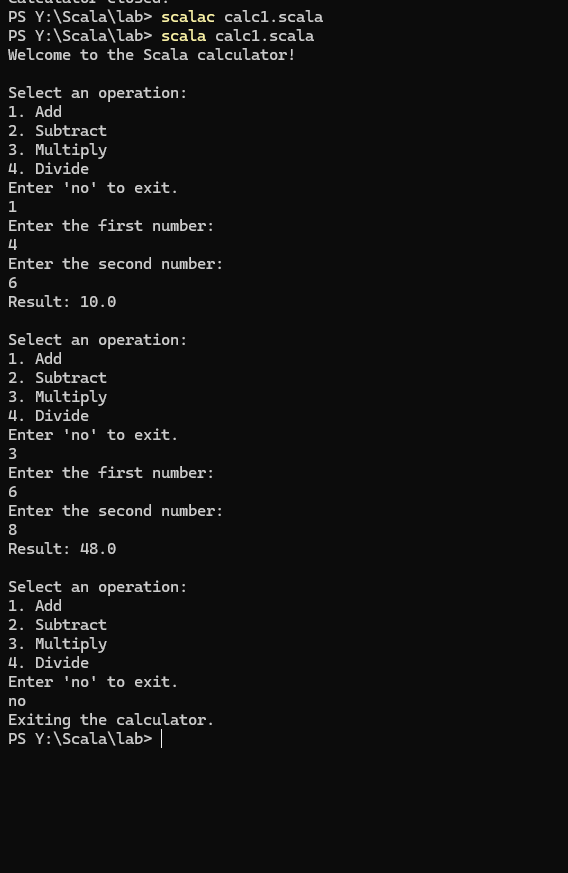 Calculator closed.
PS Y:\Scala\lab> scalac calc1.scala
PS Y:\Scala\lab> scala calc1.scala
Welcome to the Scala calculator!
Select an operation:
1. Add
2. Subtract
3. Multiply
4. Divide
Enter 'no' to exit.
1
Enter the first number:
4
Enter the second number:
6
Result: 10.0
Select an operation:
1. Add
2. Subtract
3. Multiply
4. Divide
Enter 'no' to exit.
3
Enter the first number:
6
Enter the second number:
8
Result: 48.0
Select an operation:
1. Add
2. Subtract
3. Multiply
4. Divide
Enter 'no' to exit.
no
Exiting the calculator.
PS Y:\Scala\lab>